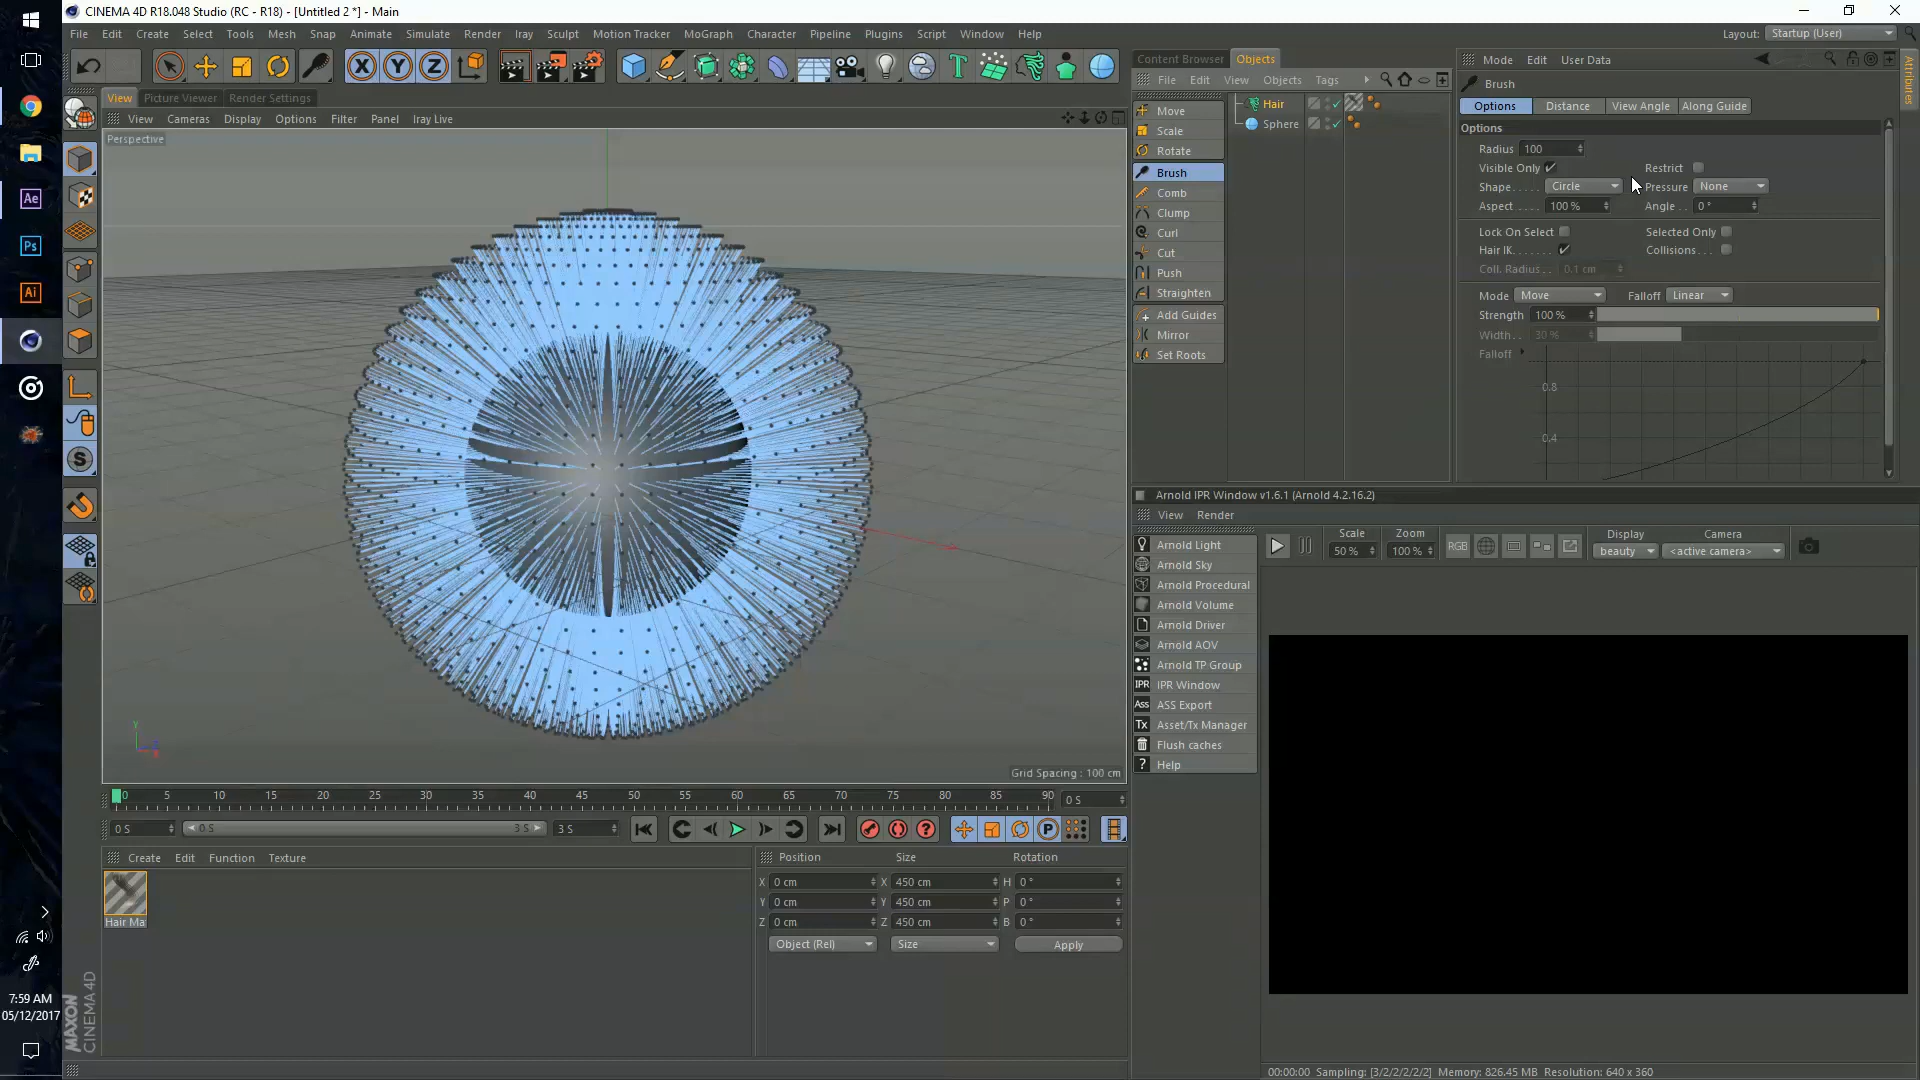 CINEMA 4D R18.048 Studio (RC - R18) - [Untitled 2 *] - Main
File Edit Create Select Tools Mesh Snap Animate Simulate Render Iray Sculpt Motion Tracker MoGraph Character Pipeline Plugins Script Window Help
Layout: Startup (User)
View Picture Viewer Render Settings
View Cameras Display Options Filter Panel Iray Live
Perspective
Grid Spacing : 100 cm
Content Browser Objects
File Edit View Objects Tags
Move
Scale
Rotate
Brush
Comb
Clump
Curl
Cut
Push
Straighten
Add Guides
Mirror
Set Roots
Hair
Sphere
Mode Edit User Data
Attributes
Brush
Options Distance View Angle Along Guide
Options
Radius 100
Visible Only Restrict
Shape Circle Pressure None
Aspect 100 % Angle 0 °
Lock On Select Selected Only
Hair IK Collisions
Coll. Radius 0.1 cm
Mode Move Falloff Linear
Strength 100 %
Width 30 %
Falloff
0.8
0.4
Arnold IPR Window v1.6.1 (Arnold 4.2.16.2)
View Render
Scale Zoom Display Camera
50 % 100 % RGB beauty <active camera>
Arnold Light
Arnold Sky
Arnold Procedural
Arnold Volume
Arnold Driver
Arnold AOV
Arnold TP Group
IPR IPR Window
Ass ASS Export
Tx Asset/Tx Manager
Flush caches
? Help
00:00:00 Sampling: [3/2/2/2/2/2] Memory: 826.45 MB Resolution: 640 x 360
0 5 10 15 20 25 30 35 40 45 50 55 60 65 70 75 80 85 90 0 S
0 S 0 S 3 S 3 S
Create Edit Function Texture
Hair Ma
Position Size Rotation
X 0 cm X 450 cm H 0 °
Y 0 cm Y 450 cm P 0 °
Z 0 cm Z 450 cm B 0 °
Object (Rel) Size Apply
MAXON
CINEMA 4D
Ae
Ps
Ai
7:59 AM
05/12/2017
X Y Z
S
P
Y